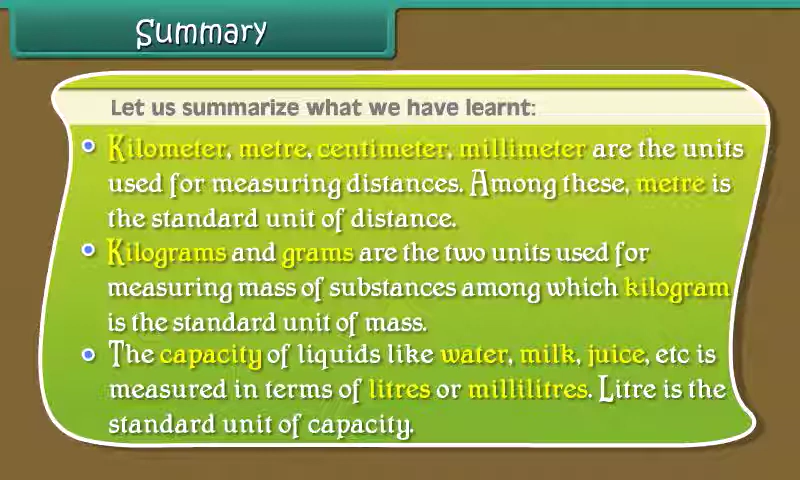 Summary
Let us summarize what we have learnt:
Kilometer, metre, centimeter, millimeter are the units
used for measuring distances. Among these, metre is
the standard unit of distance.
Kilograms and grams are the two units used for
measuring mass of substances among which kilogram
is the standard unit of mass.
The capacity of liquids like water, milk, juice, etc is
measured in terms of litres or millilitres. Litre is the
standard unit of capacity.